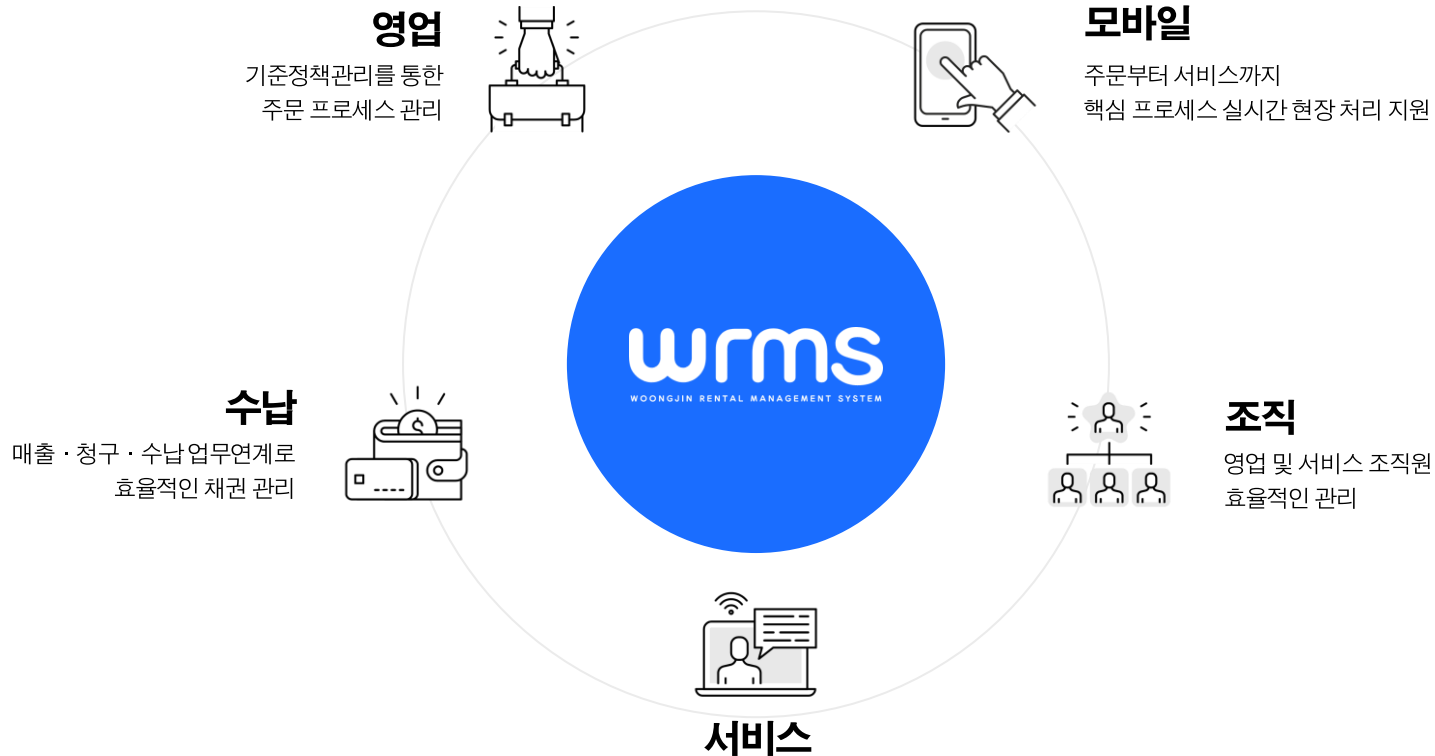 영업
기준정책관리를 통한
주문 프로세스 관리
모바일
주문부터 서비스까지
핵심 프로세스 실시간 현장 처리 지원
wrms
WOONGJIN RENTAL MANAGEMENT SYSTEM
수납
매출 · 청구 · 수납 업무연계로
효율적인 채권 관리
조직
영업 및 서비스 조직원
효율적인 관리
서비스